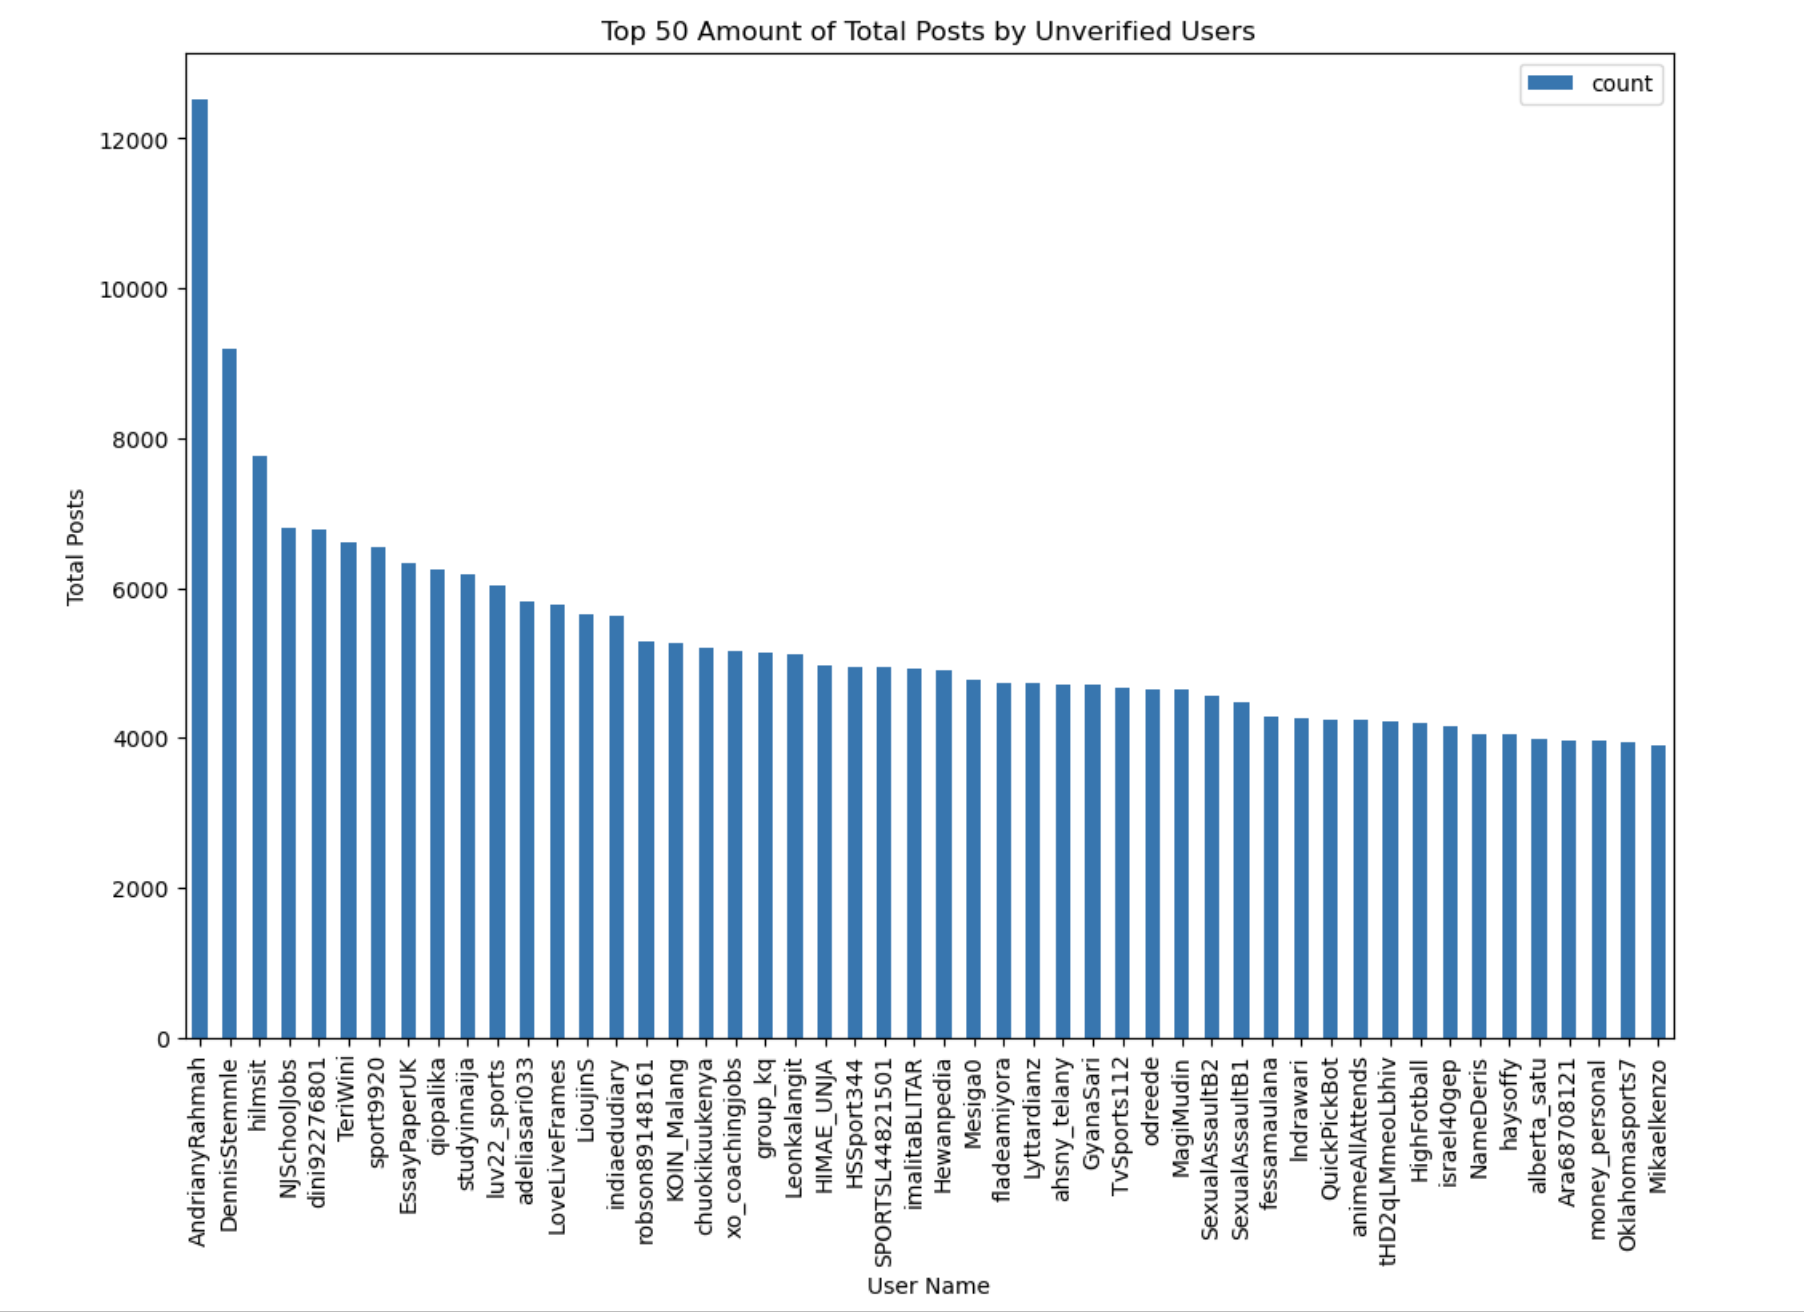 Top 50 Amount of Total Posts by Unverified Users
count
Total Posts
12000
10000
8000
6000
4000
2000
0
AndrianyRahmah
DennisStemmle
hilmsit
NJSchoolJobs
dini92276801
TeriWini
sport9920
EssayPaperUK
qiopalika
studyinnaija
luv22_sports
adeliasari033
LoveLiveFrames
LioujinS
indiaedudiary
robson89148161
KOIN_Malang
chuokikuukenya
xo_coachingjobs
group_kq
Leonkalangit
HIMAE_UNJA
HSSport344
SPORTSL44821501
imalitaBLITAR
Hewanpedia
Mesiga0
fladeamiyora
Lyttardianz
ahsny_telany
GyanaSari
TvSports112
odreede
MagiMudin
SexualAssaultB2
SexualAssaultB1
fessamaulana
Indrawari
QuickPickBot
animeAllAttends
tHD2qLMmeoLbhiv
HighFotball
israel40gep
NameDeris
haysoffy
alberta_satu
Ara68708121
money_personal
Oklahomasports7
Mikaelkenzo
User Name